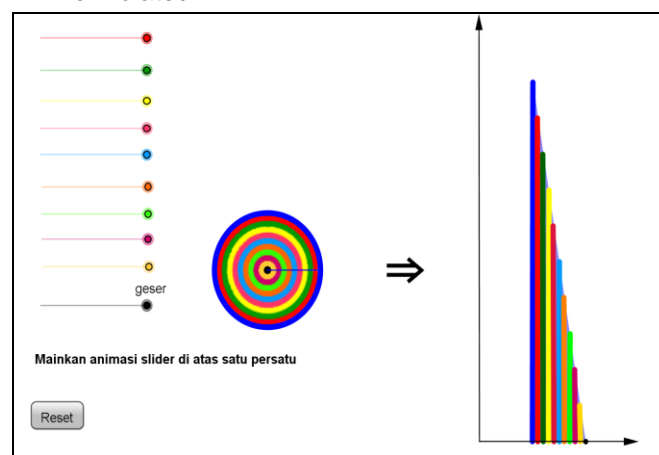 geser
Mainkan animasi slider di atas satu persatu
Reset